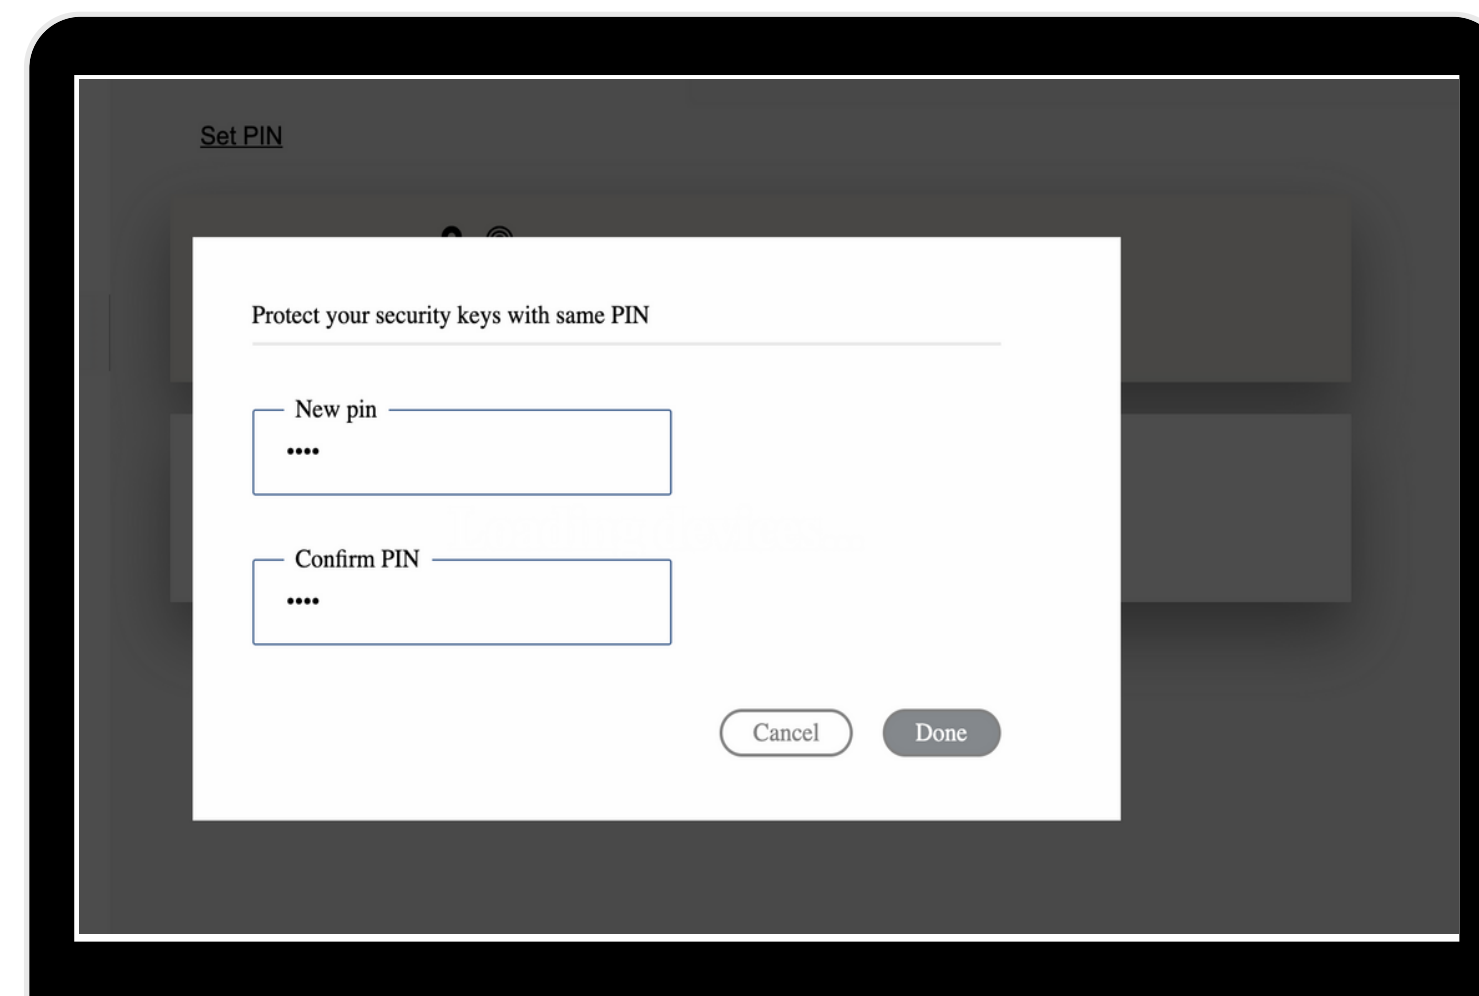 Set PIN
Protect your security keys with same PIN
New pin
••••
Confirm PIN
••••
Cancel
Done